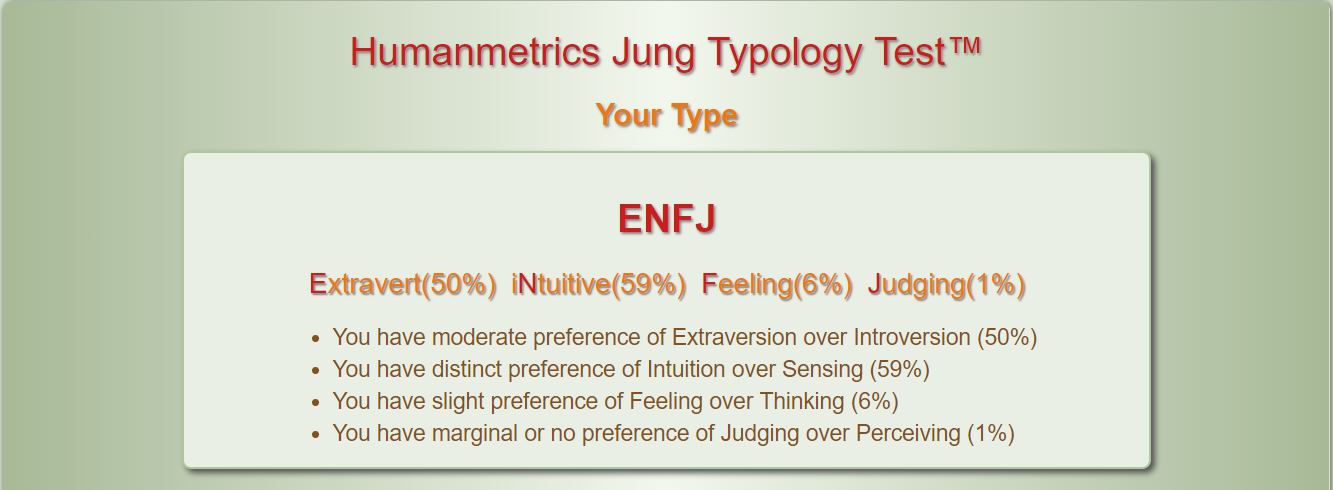 Humanmetrics Jung Typology Test™
Your Type
ENFJ
Extravert(50%) iNtuitive(59%) Feeling(6%) Judging(1%)
• You have moderate preference of Extraversion over Introversion (50%)
• You have distinct preference of Intuition over Sensing (59%)
• You have slight preference of Feeling over Thinking (6%)
• You have marginal or no preference of Judging over Perceiving (1%)